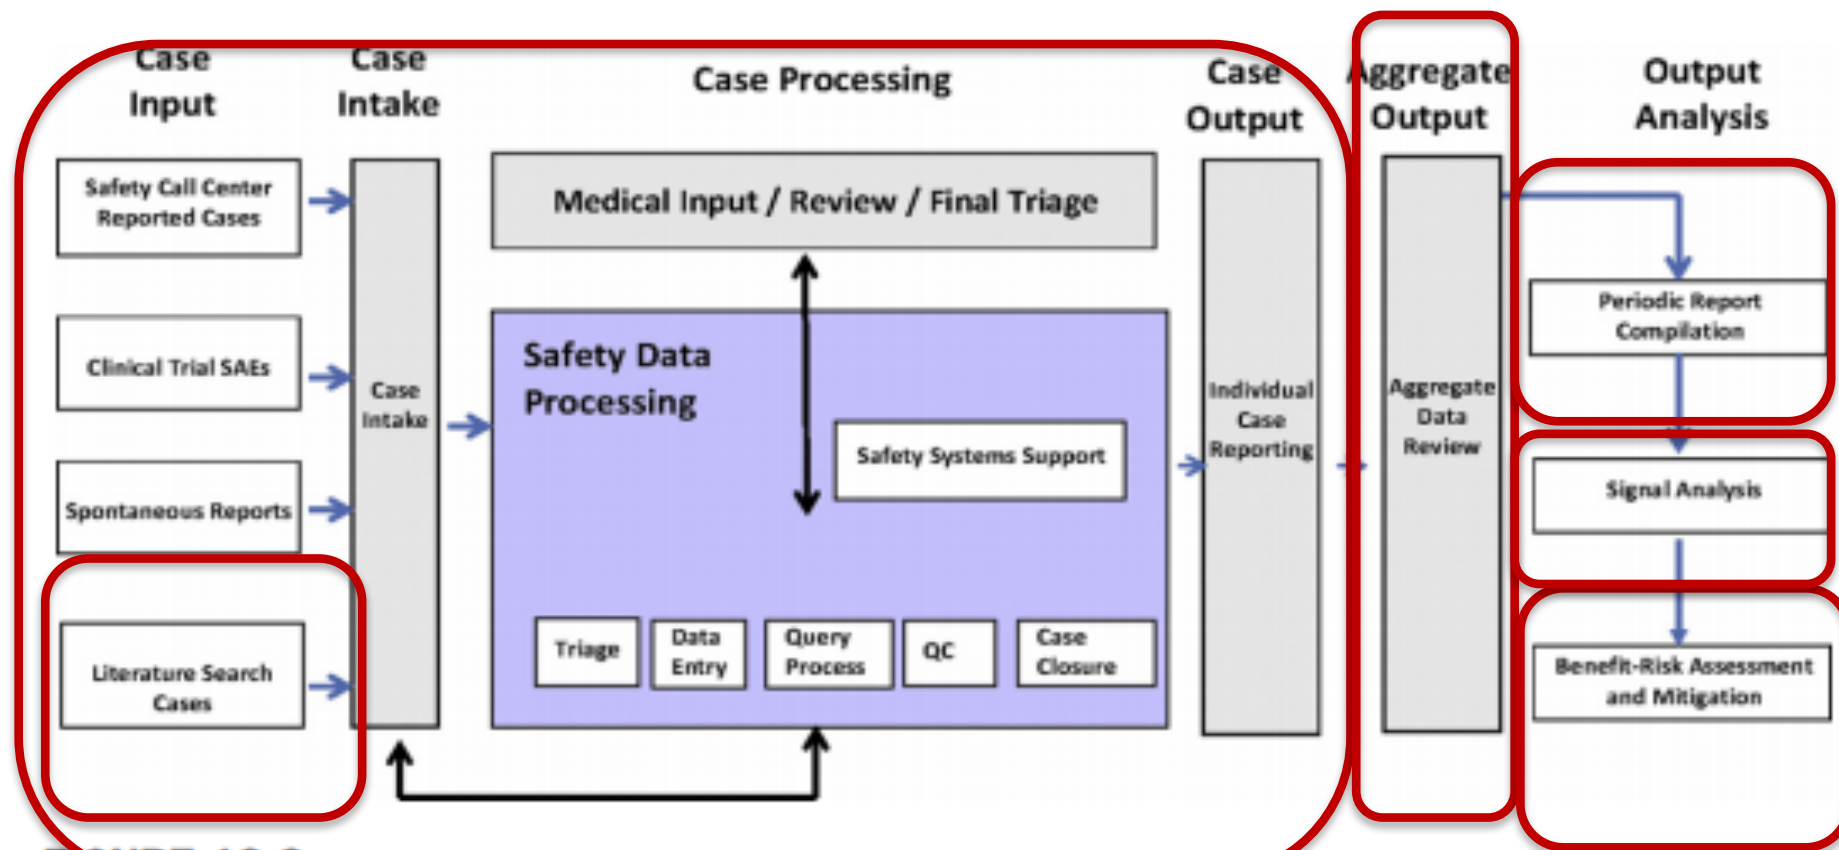 Case
Input
Case
Intake
Case Processing
Case
Output
Aggregate
Output
Output
Analysis
Safety Call Center
Reported Cases
Clinical Trial SAEs
Spontaneous Reports
Literature Search
Cases
Case
Intake
Medical Input / Review / Final Triage
Safety Data
Processing
Safety Systems Support
Triage
Data
Entry
Query
Process
QC
Case
Closure
Individual
Case
Reporting
Aggregate
Data
Review
Periodic Report
Compilation
Signal Analysis
Benefit-Risk Assessment
and Mitigation